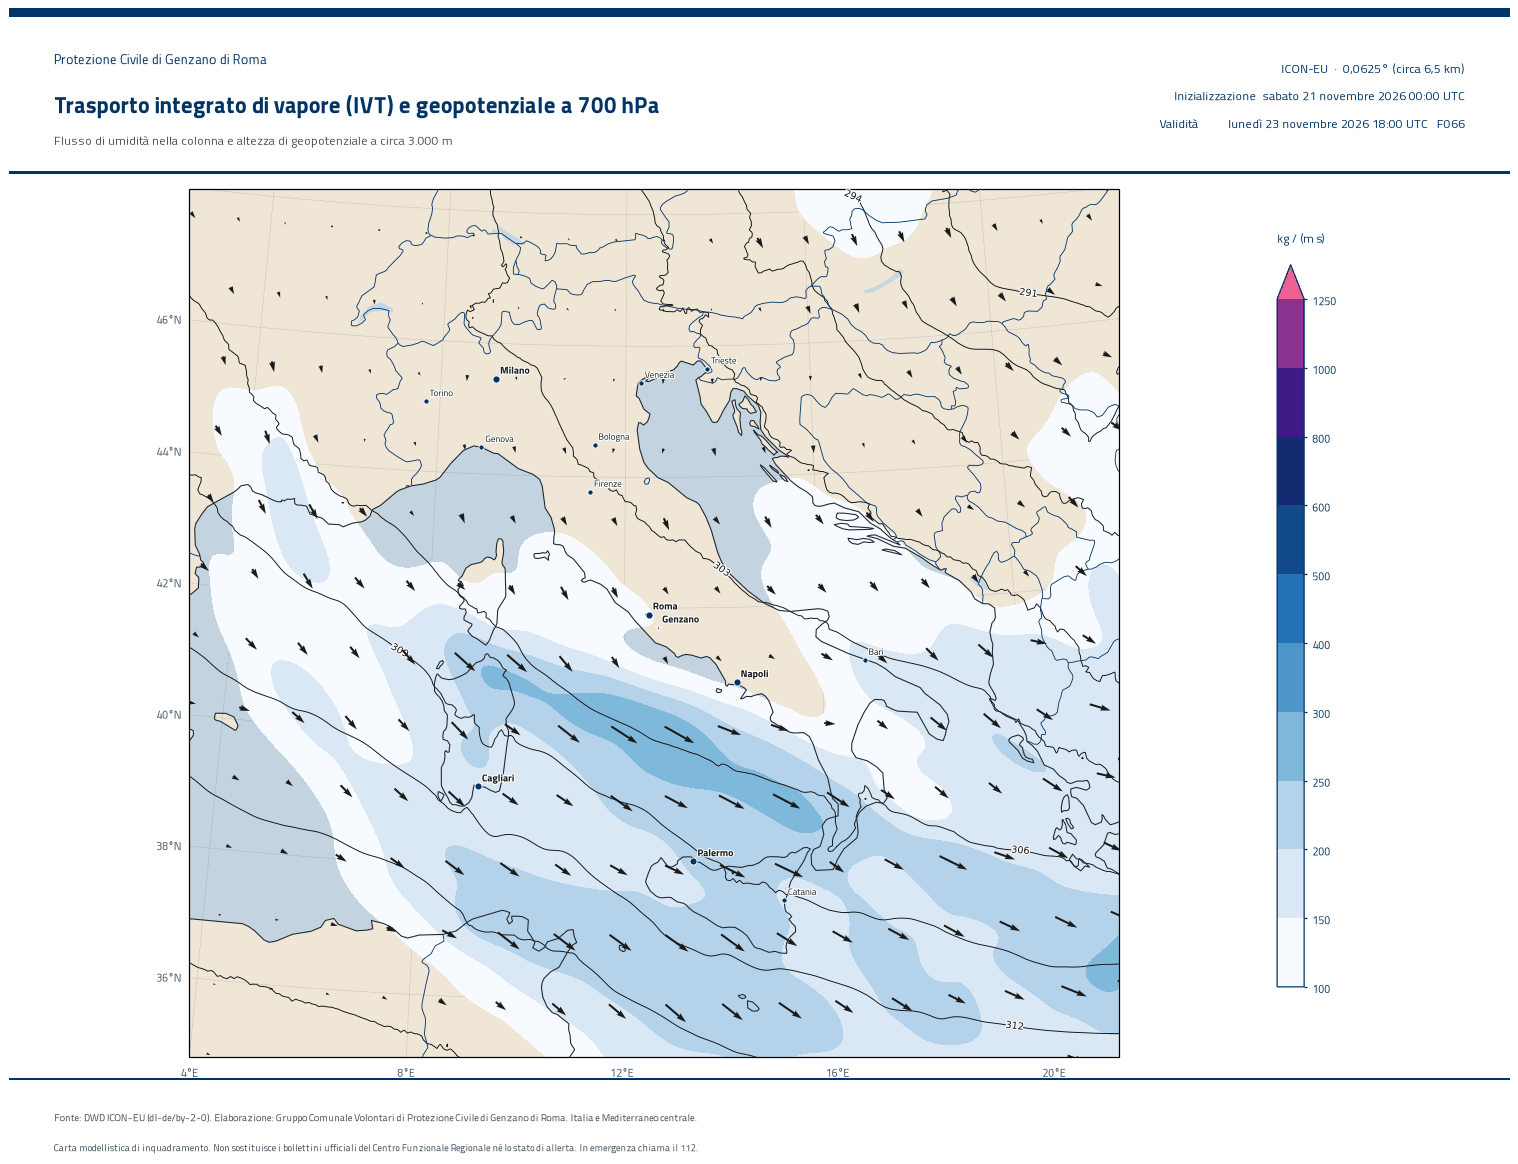 Protezione Civile di Genzano di Roma
Trasporto integrato di vapore (IVT) e geopotenziale a 700 hPa
Flusso di umidità nella colonna e altezza di geopotenziale a circa 3.000 m
ICON-EU · 0,0625° (circa 6,5 km)
Inizializzazione sabato 21 novembre 2026 00:00 UTC
Validità lunedì 23 novembre 2026 18:00 UTC F066
kg / (m s)
1250
1000
800
600
500
400
300
250
200
150
100
294
291
46°N
Trieste
Venezia
Milano
Torino
44°N
Genova
Bologna
Firenze
303
42°N
Roma
Genzano
309
Bari
Napoli
40°N
Cagliari
38°N
Palermo
306
Catania
36°N
312
4°E
8°E
12°E
16°E
20°E
Fonte: DWD ICON-EU (dl-de/by-2-0). Elaborazione: Gruppo Comunale Volontari di Protezione Civile di Genzano di Roma. Italia e Mediterraneo centrale.
Carta modellistica di inquadramento. Non sostituisce i bollettini ufficiali del Centro Funzionale Regionale né lo stato di allerta. In emergenza chiama il 112.